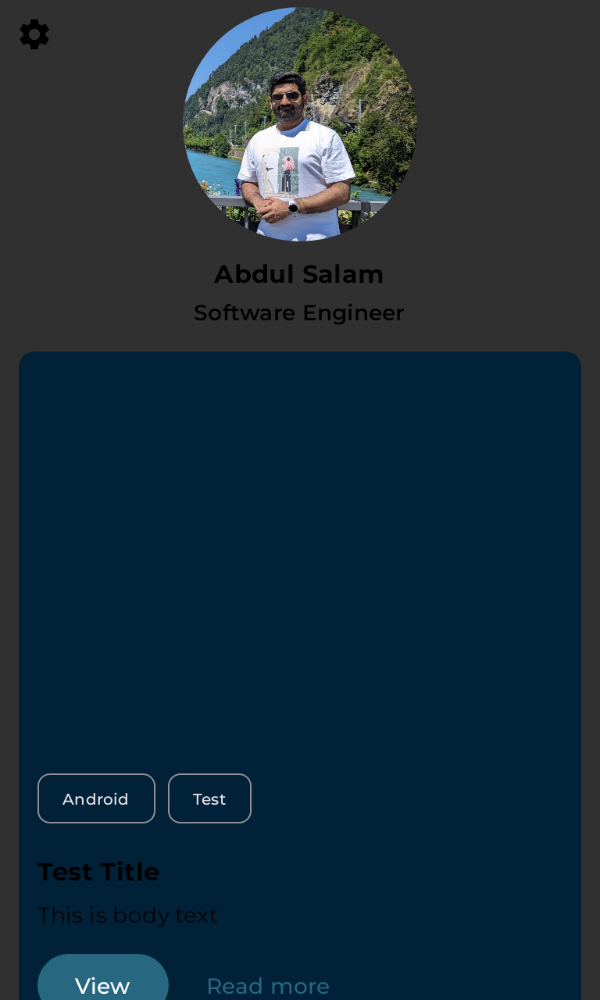 Abdul Salam
Software Engineer
Android Test
Test Title
This is body text
View Read more